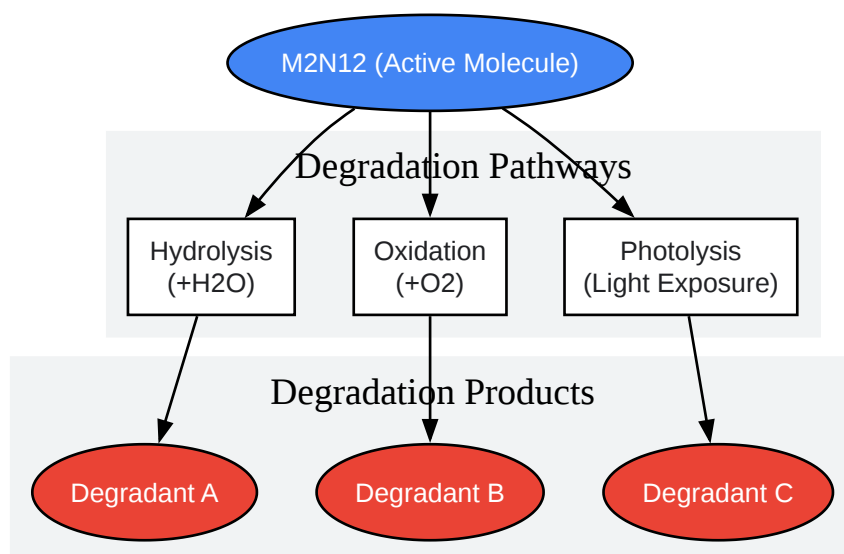 M2N12 (Active Molecule)
Degradation Pathways
Hydrolysis
(+H2O)
Oxidation
(+O2)
Photolysis
(Light Exposure)
Degradation Products
Degradant A
Degradant B
Degradant C